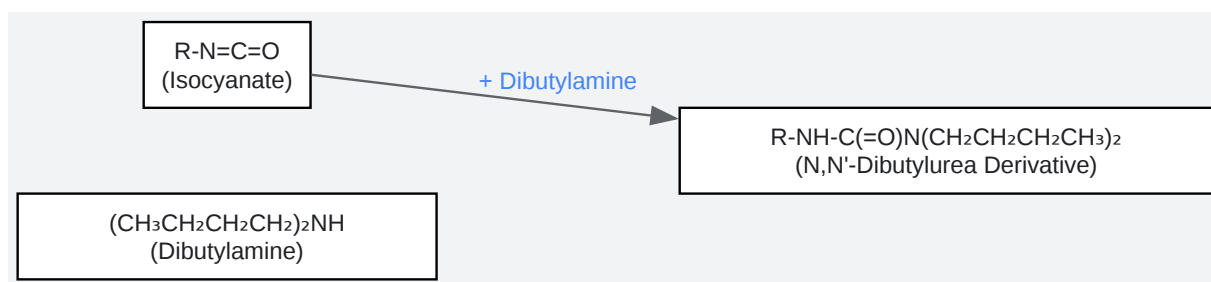 R-N=C=O
(Isocyanate)
+ Dibutylamine
R-NH-C(=O)N(CH₂CH₂CH₂CH₃)₂
(N,N'-Dibutylurea Derivative)
(CH₃CH₂CH₂CH₂)₂NH
(Dibutylamine)